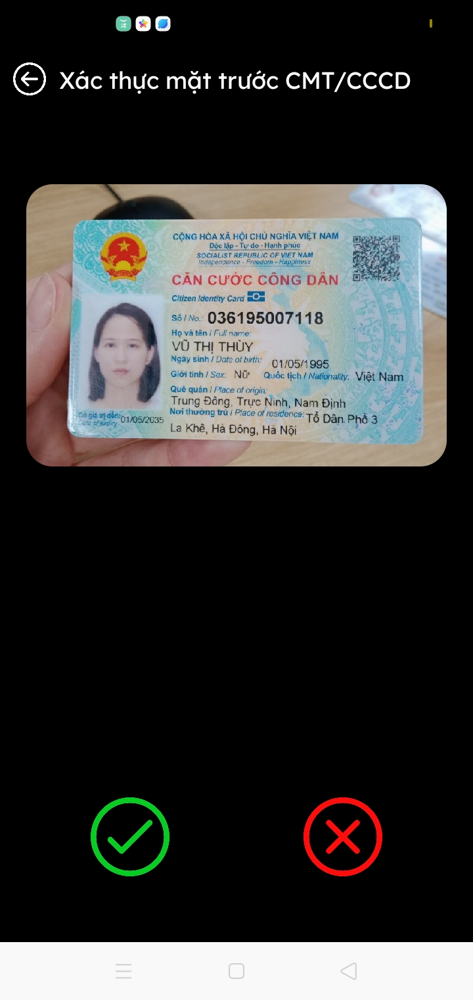 Xác thực mặt trước CMT/CCCD
CỘNG HÒA XÃ HỘI CHỦ NGHĨA VIỆT NAM
Độc lập - Tự do - Hạnh phúc
SOCIALIST REPUBLIC OF VIET NAM
Independence - Freedom - Happiness
CĂN CƯỚC CÔNG DÂN
Citizen Identity Card
Số / No.: 036195007118
Họ và tên / Full name:
VŨ THỊ THÙY
Ngày sinh / Date of birth: 01/05/1995
Giới tính / Sex: Nữ Quốc tịch / Nationality: Việt Nam
Quê quán / Place of origin:
Trung Đông, Trực Ninh, Nam Định
Nơi thường trú / Place of residence: Tổ Dân Phố 3
La Khê, Hà Đông, Hà Nội
Có giá trị đến: 01/05/2035
Date of expiry